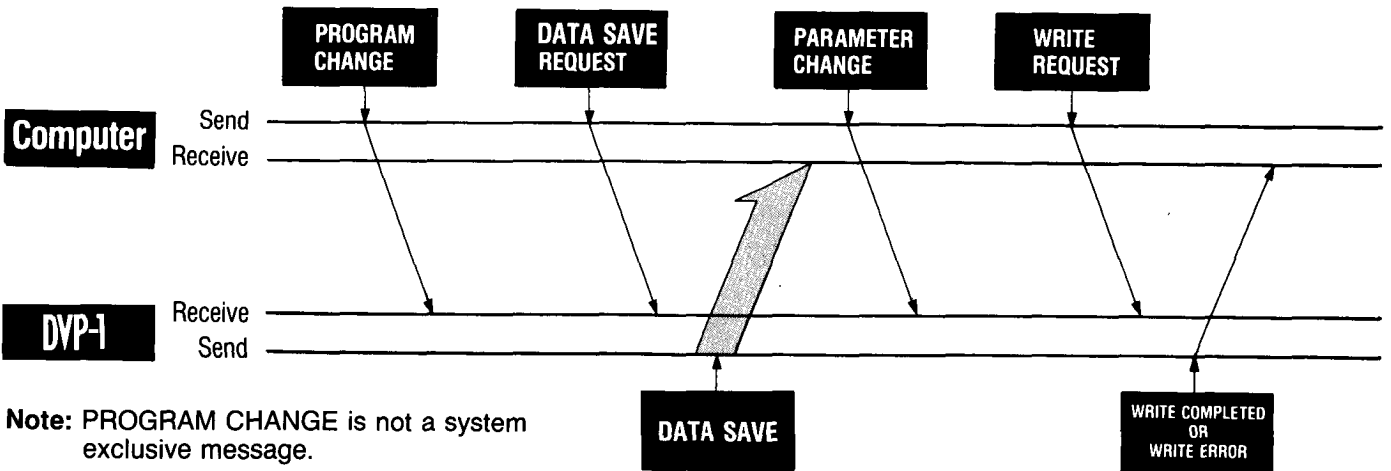 PROGRAM
CHANGE
DATA SAVE
REQUEST
PARAMETER
CHANGE
WRITE
REQUEST
Computer
Send
Receive
DVP-1
Receive
Send
Note: PROGRAM CHANGE is not a system
exclusive message.
DATA SAVE
WRITE COMPLETED
OR
WRITE ERROR